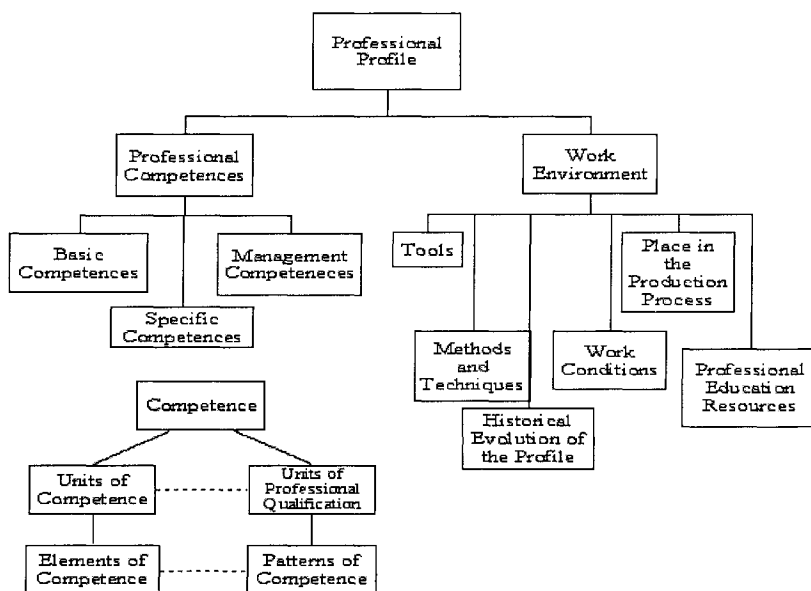 Professional
Profile
Professional
Competences
Work
Environment
Basic
Competences
Management
Competeneces
Specific
Competences
Tools
Place in
the
Production
Process
Methods
and
Techniques
Work
Conditions
Professional
Education
Resources
Historical
Evolution of
the Profile
Competence
Units of
Competence
Units of
Professional
Qualification
Elements of
Competence
Patterns of
Competence